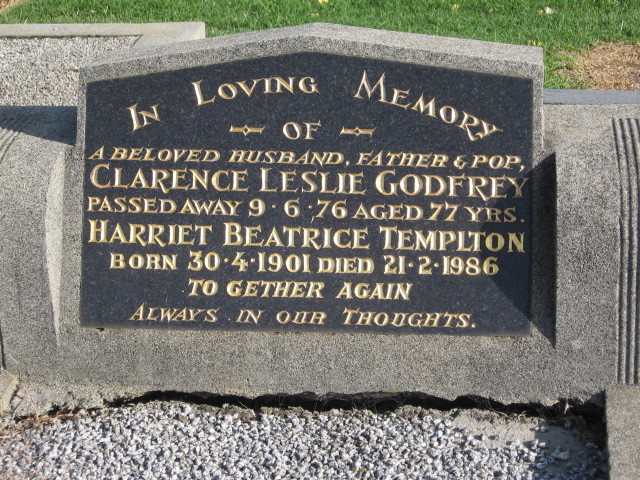 In Loving Memory
OF
A BELOVED HUSBAND, FATHER & POP,
CLARENCE LESLIE GODFREY
PASSED AWAY 9·6·76 AGED 77 YRS.
HARRIET BEATRICE TEMPLTON
BORN 30·4·1901 DIED 21·2·1986
TO GETHER AGAIN
ALWAYS IN OUR THOUGHTS.